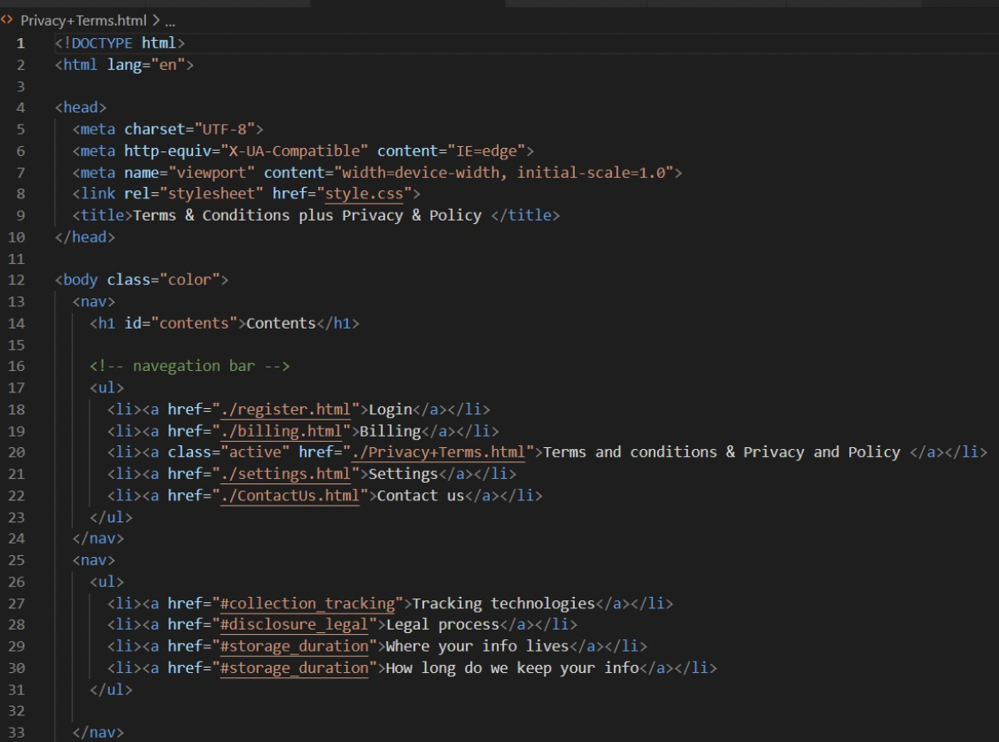 <> Privacy+Terms.html > ...
1 <!DOCTYPE html>
2 <html lang="en">
3
4 <head>
5 <meta charset="UTF-8">
6 <meta http-equiv="X-UA-Compatible" content="IE=edge">
7 <meta name="viewport" content="width=device-width, initial-scale=1.0">
8 <link rel="stylesheet" href="style.css">
9 <title>Terms & Conditions plus Privacy & Policy </title>
10 </head>
11
12 <body class="color">
13 <nav>
14 <h1 id="contents">Contents</h1>
15
16 <!-- navegation bar -->
17 <ul>
18 <li><a href="./register.html">Login</a></li>
19 <li><a href="./billing.html">Billing</a></li>
20 <li><a class="active" href="./Privacy+Terms.html">Terms and conditions & Privacy and Policy </a></li>
21 <li><a href="./settings.html">Settings</a></li>
22 <li><a href="./ContactUs.html">Contact us</a></li>
23 </ul>
24 </nav>
25 <nav>
26 <ul>
27 <li><a href="#collection_tracking">Tracking technologies</a></li>
28 <li><a href="#disclosure_legal">Legal process</a></li>
29 <li><a href="#storage_duration">Where your info lives</a></li>
30 <li><a href="#storage_duration">How long do we keep your info</a></li>
31 </ul>
32
33 </nav>